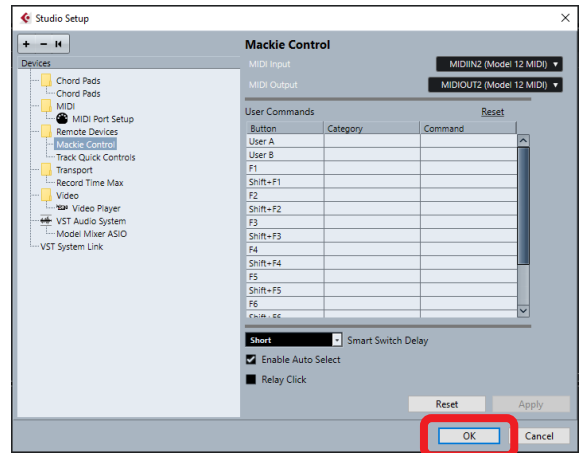 Studio Setup
Devices
Chord Pads
Chord Pads
MIDI
MIDI Port Setup
Remote Devices
Mackie Control
Track Quick Controls
Transport
Record Time Max
Video
Video Player
VST Audio System
Model Mixer ASIO
VST System Link
Mackie Control
MIDI Input MIDIIN2 (Model 12 MIDI)
MIDI Output MIDIOUT2 (Model 12 MIDI)
User Commands Reset
Button Category Command
User A
User B
F1
Shift+F1
F2
Shift+F2
F3
Shift+F3
F4
Shift+F4
F5
Shift+F5
F6
Short Smart Switch Delay
Enable Auto Select
Relay Click
Reset Apply
OK Cancel